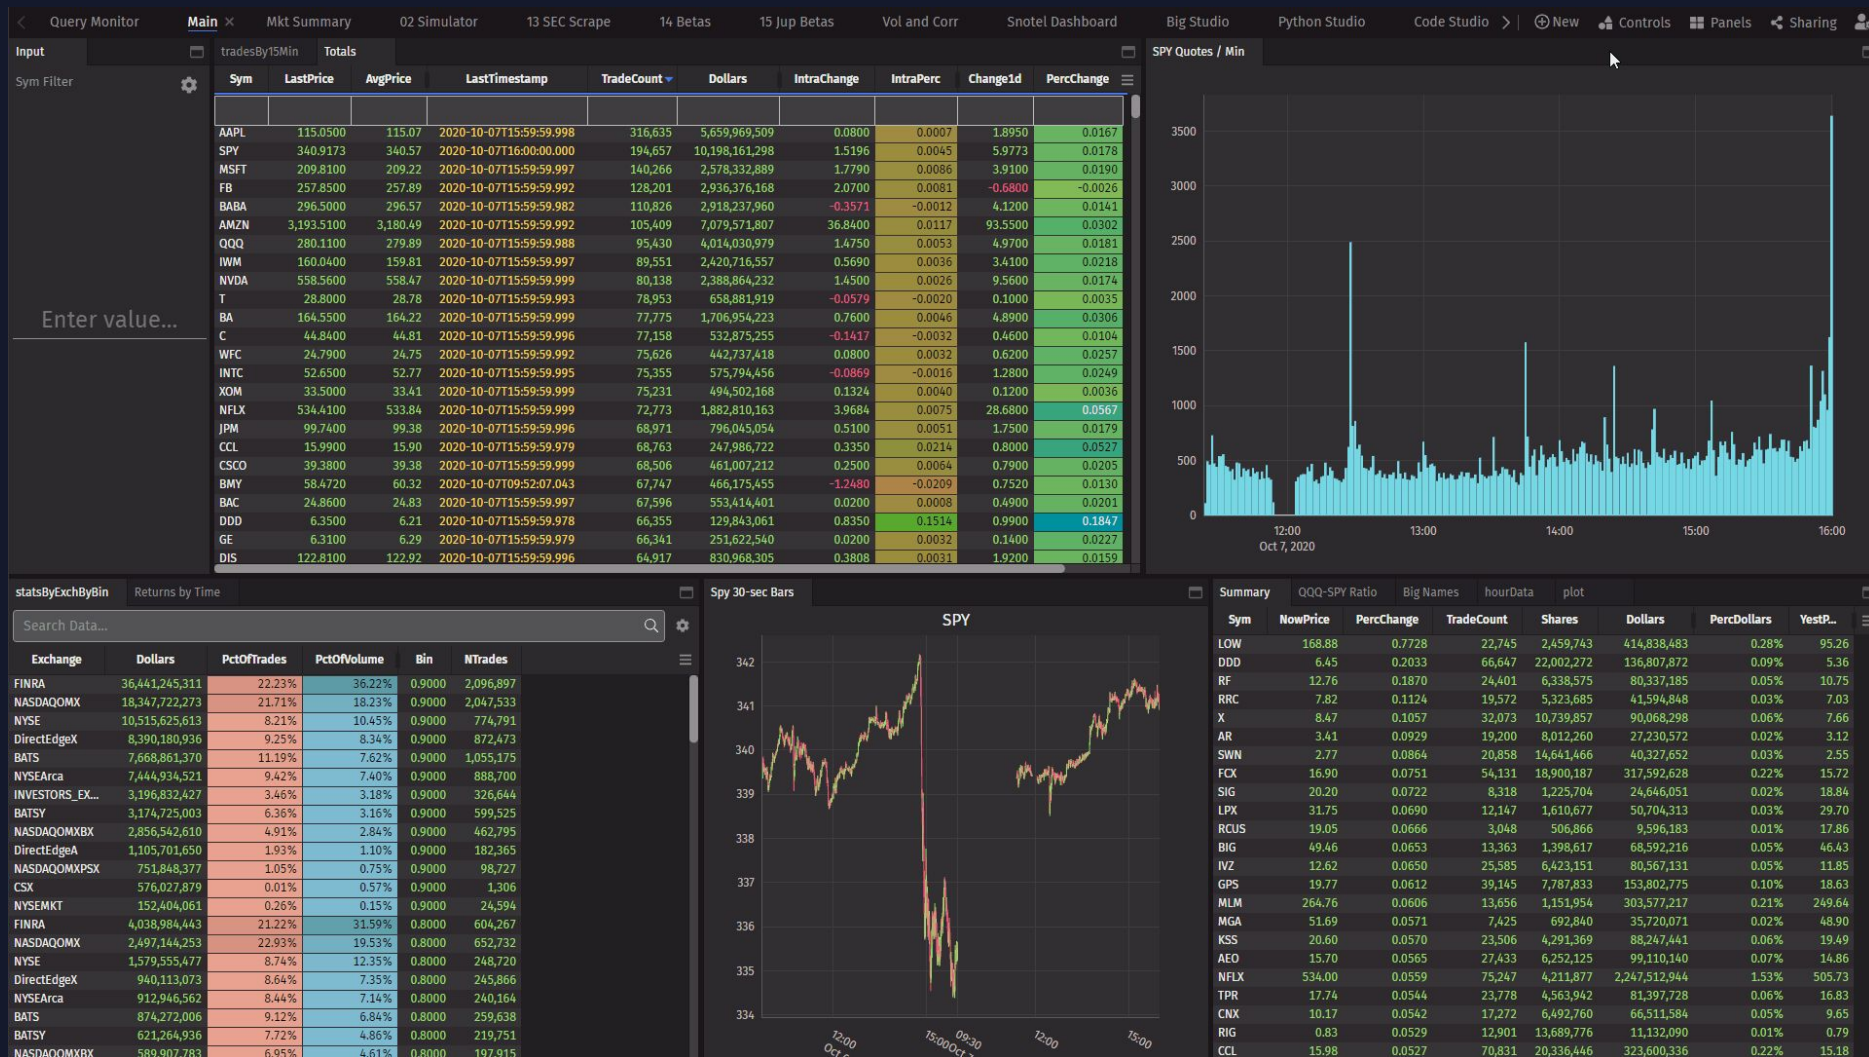 Query Monitor Main Mkt Summary 02 Simulator 13 SEC Scrape 14 Betas 15 Jup Betas Vol and Corr Snotel Dashboard Big Studio Python Studio Code Studio New Controls Panels Sharing
Input
Sym Filter
Enter value...
tradesBy15Min Totals
Sym LastPrice AvgPrice LastTimestamp TradeCount Dollars IntraChange IntraPerc Change1d PercChange
AAPL 115.0500 115.07 2020-10-07T15:59:59.998 316,635 5,659,969,509 0.0800 0.0007 1.8950 0.0167
SPY 340.9173 340.57 2020-10-07T16:00:00.000 194,657 10,198,161,298 1.5196 0.0045 5.9773 0.0178
MSFT 209.8100 209.22 2020-10-07T15:59:59.997 140,266 2,578,332,889 1.7790 0.0086 3.9100 0.0190
FB 257.8500 257.89 2020-10-07T15:59:59.992 128,201 2,936,376,168 2.0700 0.0081 -0.6800 -0.0026
BABA 296.5000 296.57 2020-10-07T15:59:59.982 110,826 2,918,237,960 -0.3571 -0.0012 4.1200 0.0141
AMZN 3,193.5100 3,180.49 2020-10-07T15:59:59.992 105,409 7,079,571,807 36.8400 0.0117 93.5500 0.0302
QQQ 280.1100 279.89 2020-10-07T15:59:59.988 95,430 4,014,030,979 1.4750 0.0053 4.9700 0.0181
IWM 160.0400 159.81 2020-10-07T15:59:59.997 89,551 2,420,716,557 0.5690 0.0036 3.4100 0.0218
NVDA 558.5600 558.47 2020-10-07T15:59:59.999 80,138 2,388,864,232 1.4500 0.0026 9.5600 0.0174
T 28.8000 28.78 2020-10-07T15:59:59.993 78,953 658,881,919 -0.0579 -0.0020 0.1000 0.0035
BA 164.5500 164.22 2020-10-07T15:59:59.999 77,775 1,706,954,223 0.7600 0.0046 4.8900 0.0306
C 44.8400 44.81 2020-10-07T15:59:59.996 77,158 532,875,255 -0.1417 -0.0032 0.4600 0.0104
WFC 24.7900 24.75 2020-10-07T15:59:59.992 75,626 442,737,418 0.0800 0.0032 0.6200 0.0257
INTC 52.6500 52.77 2020-10-07T15:59:59.995 75,355 575,794,456 -0.0869 -0.0016 1.2800 0.0249
XOM 33.5000 33.41 2020-10-07T15:59:59.999 75,231 494,502,168 0.1324 0.0040 0.1200 0.0036
NFLX 534.4100 533.84 2020-10-07T15:59:59.999 72,773 1,882,810,163 3.9684 0.0075 28.6800 0.0567
JPM 99.7400 99.38 2020-10-07T15:59:59.996 68,971 796,045,054 0.5100 0.0051 1.7500 0.0179
CCL 15.9900 15.90 2020-10-07T15:59:59.979 68,763 247,986,722 0.3350 0.0214 0.8000 0.0527
CSCO 39.3800 39.38 2020-10-07T15:59:59.999 68,506 461,007,212 0.2500 0.0064 0.7900 0.0205
BMY 58.4720 60.32 2020-10-07T09:52:07.043 67,747 466,175,455 -1.2480 -0.0209 0.7520 0.0130
BAC 24.8600 24.83 2020-10-07T15:59:59.997 67,596 553,414,401 0.0200 0.0008 0.4900 0.0201
DDD 6.3500 6.21 2020-10-07T15:59:59.978 66,355 129,843,061 0.8350 0.1514 0.9900 0.1847
GE 6.3100 6.29 2020-10-07T15:59:59.979 66,341 251,622,540 0.0200 0.0032 0.1400 0.0227
DIS 122.8100 122.92 2020-10-07T15:59:59.996 64,917 830,968,305 0.3808 0.0031 1.9200 0.0159
SPY Quotes / Min
3500
3000
2500
2000
1500
1000
500
0
12:00 13:00 14:00 15:00 16:00
Oct 7, 2020
statsByExchByBin Returns by Time
Search Data...
Exchange Dollars PctOfTrades PctOfVolume Bin NTrades
FINRA 36,441,245,311 22.23% 36.22% 0.9000 2,096,897
NASDAQOMX 18,347,722,273 21.71% 18.23% 0.9000 2,047,533
NYSE 10,515,625,613 8.21% 10.45% 0.9000 774,791
DirectEdgeX 8,390,180,936 9.25% 8.34% 0.9000 872,473
BATS 7,668,861,370 11.19% 7.62% 0.9000 1,055,175
NYSEArca 7,444,934,521 9.42% 7.40% 0.9000 888,700
INVESTORS_EX... 3,196,832,427 3.46% 3.18% 0.9000 326,644
BATSY 3,174,725,003 6.36% 3.16% 0.9000 599,525
NASDAQOMXBX 2,856,542,610 4.91% 2.84% 0.9000 462,795
DirectEdgeA 1,105,701,650 1.93% 1.10% 0.9000 182,365
NASDAQOMXPSX 751,848,377 1.05% 0.75% 0.9000 98,727
CSX 576,027,879 0.01% 0.57% 0.9000 1,306
NYSEMKT 152,404,061 0.26% 0.15% 0.9000 24,594
FINRA 4,038,984,443 21.22% 31.59% 0.8000 604,267
NASDAQOMX 2,497,144,253 22.93% 19.53% 0.8000 652,732
NYSE 1,579,555,477 8.74% 12.35% 0.8000 248,720
DirectEdgeX 940,113,073 8.64% 7.35% 0.8000 245,866
NYSEArca 912,946,562 8.44% 7.14% 0.8000 240,164
BATS 874,272,006 9.12% 6.84% 0.8000 259,638
BATSY 621,264,936 7.72% 4.86% 0.8000 219,751
NASDAQOMXBX 589,907,783 6.95% 4.61% 0.8000 197,915
Spy 30-sec Bars
SPY
342
341
340
339
338
337
336
335
334
12:00 15:00 09:30 12:00 15:00
Summary QQQ-SPY Ratio Big Names hourData plot
Sym NowPrice PercChange TradeCount Shares Dollars PercDollars YestP...
LOW 168.88 0.7728 22,745 2,459,743 414,838,483 0.28% 95.26
DDD 6.45 0.2033 66,647 22,002,272 136,807,872 0.09% 5.36
RF 12.76 0.1870 24,401 6,338,575 80,337,185 0.05% 10.75
RRC 7.82 0.1124 19,572 5,323,685 41,594,848 0.03% 7.03
X 8.47 0.1057 32,073 10,739,857 90,068,298 0.06% 7.66
AR 3.41 0.0929 19,200 8,012,260 27,230,572 0.02% 3.12
SWN 2.77 0.0864 20,858 14,641,466 40,327,652 0.03% 2.55
FCX 16.90 0.0751 54,131 18,900,187 317,592,628 0.22% 15.72
SIG 20.20 0.0722 8,318 1,225,704 24,646,051 0.02% 18.84
LPX 31.75 0.0690 12,147 1,610,677 50,704,313 0.03% 29.70
RCUS 19.05 0.0666 3,048 506,866 9,596,183 0.01% 17.86
BIG 49.46 0.0653 13,363 1,398,617 68,592,216 0.05% 46.43
IVZ 12.62 0.0650 25,585 6,423,151 80,567,131 0.05% 11.85
GPS 19.77 0.0612 39,145 7,787,833 153,802,775 0.10% 18.63
MLM 264.76 0.0606 13,656 1,151,954 303,577,217 0.21% 249.64
MGA 51.69 0.0571 7,425 692,840 35,720,071 0.02% 48.90
KSS 20.60 0.0570 23,506 4,291,369 88,247,441 0.06% 19.49
AEO 15.70 0.0565 27,433 6,252,125 99,110,140 0.07% 14.86
NFLX 534.00 0.0559 75,247 4,211,877 2,247,512,944 1.53% 505.73
TPR 17.74 0.0544 23,778 4,563,942 81,397,728 0.06% 16.83
CNX 10.17 0.0542 17,272 6,492,760 66,511,584 0.05% 9.65
RIG 0.83 0.0529 12,901 13,689,776 11,132,090 0.01% 0.79
CCL 15.98 0.0527 70,831 20,336,446 323,600,336 0.22% 15.18